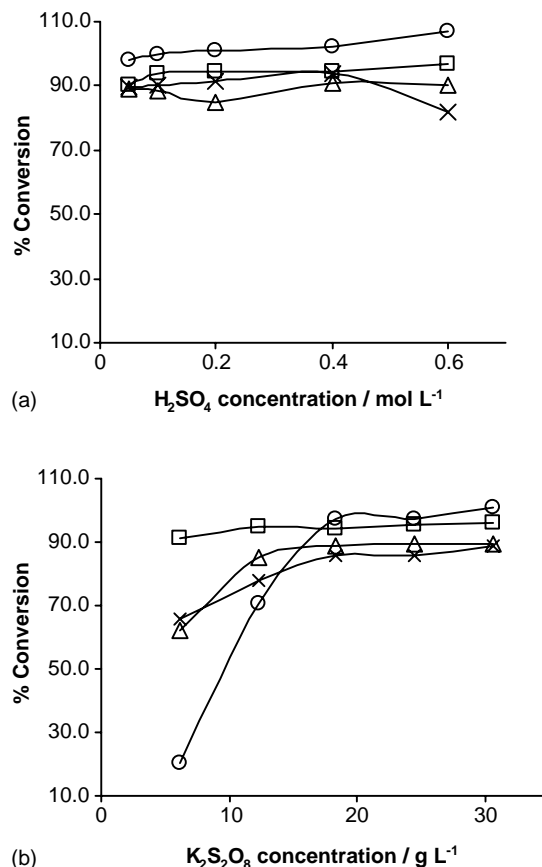 110.0
90.0
70.0
50.0
30.0
10.0
% Conversion
0 0.2 0.4 0.6
(a)
H₂SO₄ concentration / mol L⁻¹
110.0
90.0
70.0
50.0
30.0
10.0
% Conversion
0 10 20 30
(b)
K₂S₂O₈ concentration / g L⁻¹